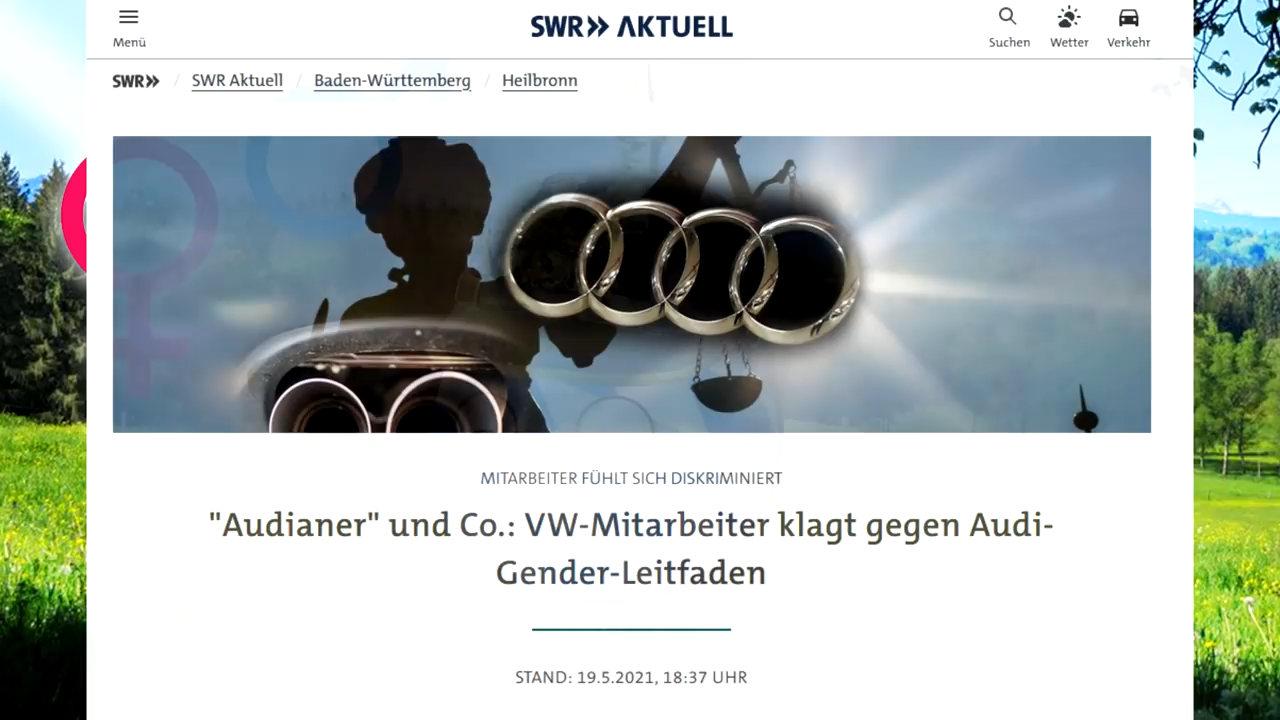 SWR» AKTUELL
Menü
Suchen
Wetter
Verkehr
SWR» / SWR Aktuell / Baden-Württemberg / Heilbronn
MITARBEITER FÜHLT SICH DISKRIMINIERT
"Audianer" und Co.: VW-Mitarbeiter klagt gegen Audi-
Gender-Leitfaden
STAND: 19.5.2021, 18:37 UHR